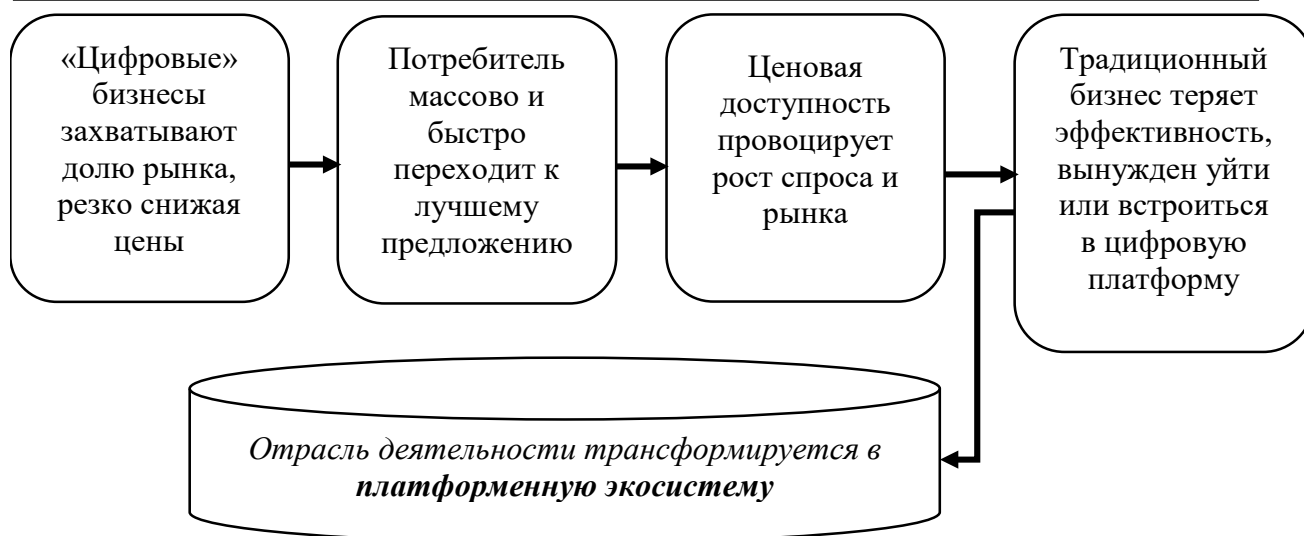 «Цифровые»
бизнесы
захватывают
долю рынка,
резко снижая
цены
Потребитель
массово и
быстро
переходит к
лучшему
предложению
Ценовая
доступность
провоцирует
рост спроса и
рынка
Традиционный
бизнес теряет
эффективность,
вынужден уйти
или встроиться
в цифровую
платформу
Отрасль деятельности трансформируется в
платформенную экосистему